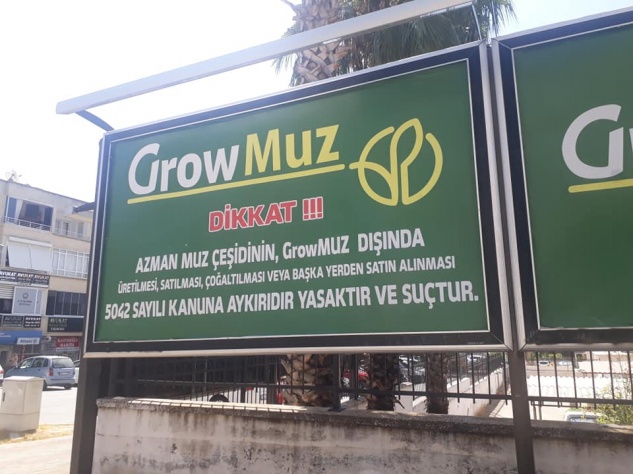 GrowMuz
DİKKAT !!!
AZMAN MUZ ÇEŞİDİNİN, GrowMUZ DIŞINDA
ÜRETİLMESİ, SATILMASI, ÇOĞALTILMASI VEYA BAŞKA YERDEN SATIN ALINMASI
5042 SAYILI KANUNA AYKIRIDIR YASAKTIR VE SUÇTUR.
G